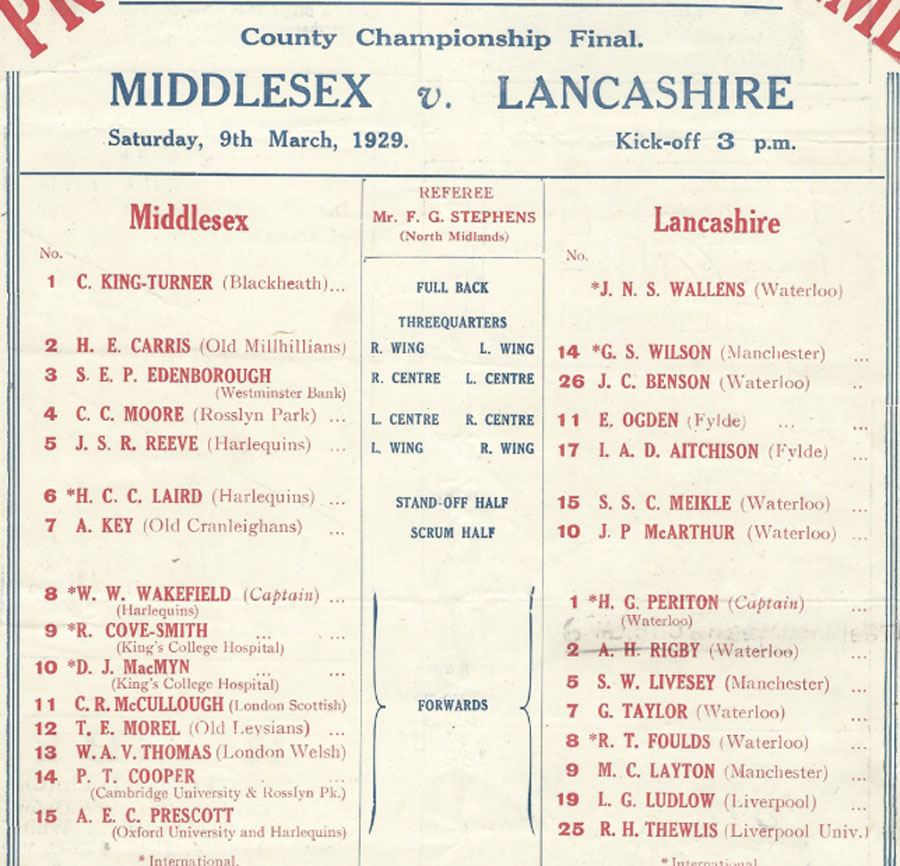 County Championship Final.
MIDDLESEX v. LANCASHIRE
Saturday, 9th March, 1929. Kick-off 3 p.m.
REFEREE
Mr. F. G. STEPHENS
(North Midlands)
Middlesex
No.
1 C. KING-TURNER (Blackheath)...
2 H. E. CARRIS (Old Millhillians)
3 S. E. P. EDENBOROUGH
(Westminster Bank)
4 C. C. MOORE (Rosslyn Park) ...
5 J. S. R. REEVE (Harlequins) ...
6 *H. C. C. LAIRD (Harlequins) ...
7 A. KEY (Old Cranleighans) ...
8 *W. W. WAKEFIELD (Captain) ...
(Harlequins)
9 *R. COVE-SMITH ... ...
(King's College Hospital)
10 *D. J. MacMYN ... ...
(King's College Hospital)
11 C. R. McCULLOUGH (London Scottish)
12 T. E. MOREL (Old Leysians) ...
13 W. A. V. THOMAS (London Welsh)
14 P. T. COOPER ...
(Cambridge University & Rosslyn Pk.)
15 A. E. C. PRESCOTT
(Oxford University and Harlequins)
* International.
FULL BACK
THREEQUARTERS
R. WING L. WING
R. CENTRE L. CENTRE
L. CENTRE R. CENTRE
L. WING R. WING
STAND-OFF HALF
SCRUM HALF
FORWARDS
Lancashire
No.
*J. N. S. WALLENS (Waterloo)
14 *G. S. WILSON (Manchester) ...
26 J. C. BENSON (Waterloo) ..
11 E. OGDEN (Fylde) ... ...
17 I. A. D. AITCHISON (Fylde) ...
15 S. S. C. MEIKLE (Waterloo) ...
10 J. P McARTHUR (Waterloo) ...
1 *H. G. PERITON (Captain) ...
(Waterloo)
2 A. H. RIGBY (Waterloo) ...
5 S. W. LIVESEY (Manchester) ...
7 G. TAYLOR (Waterloo) ...
8 *R. T. FOULDS (Waterloo) ...
9 M. C. LAYTON (Manchester) ...
19 L. G. LUDLOW (Liverpool) ...
25 R. H. THEWLIS (Liverpool Univ.)
* International.